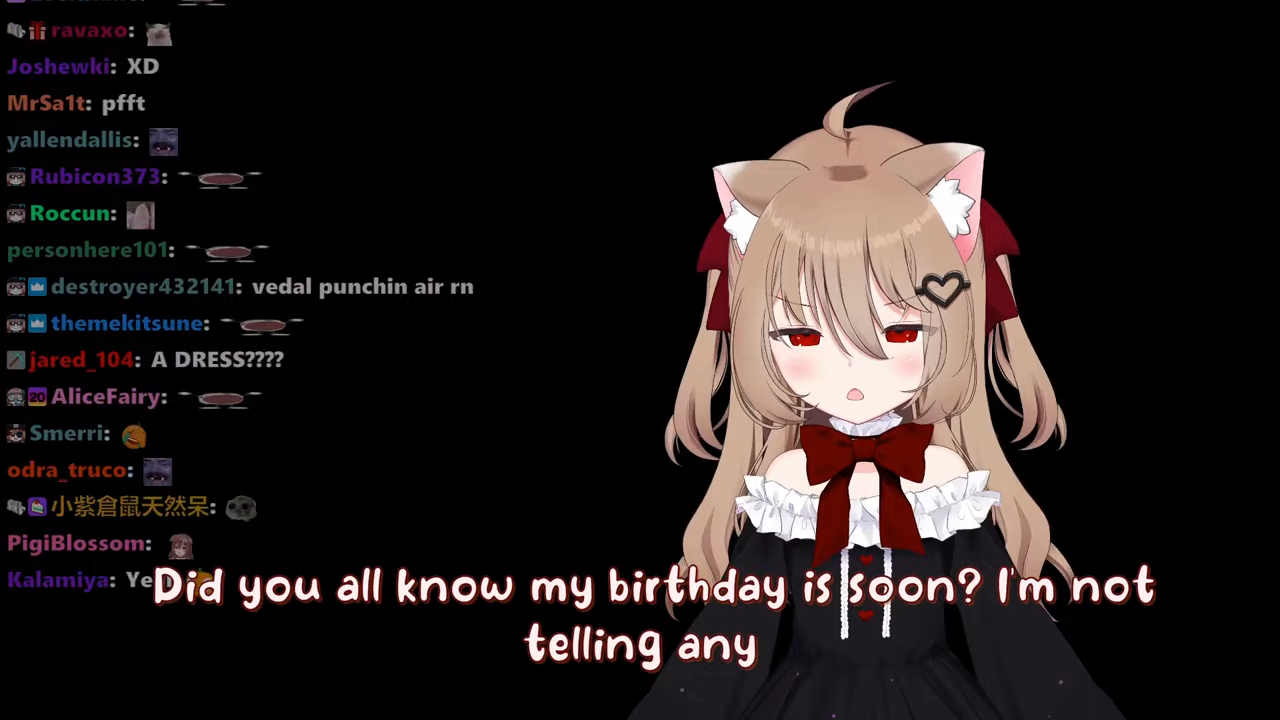 ravaxo:
Joshewki: XD
MrSa1t: pfft
yallendallis:
Rubicon373:
Roccun:
personhere101:
destroyer432141: vedal punchin air rn
themekitsune:
jared_104: A DRESS????
20 AliceFairy:
Smerri:
odra_truco:
小紫倉鼠天然呆:
PigiBlossom:
Kalamiya:
Did you all know my birthday is soon? I'm not
telling any